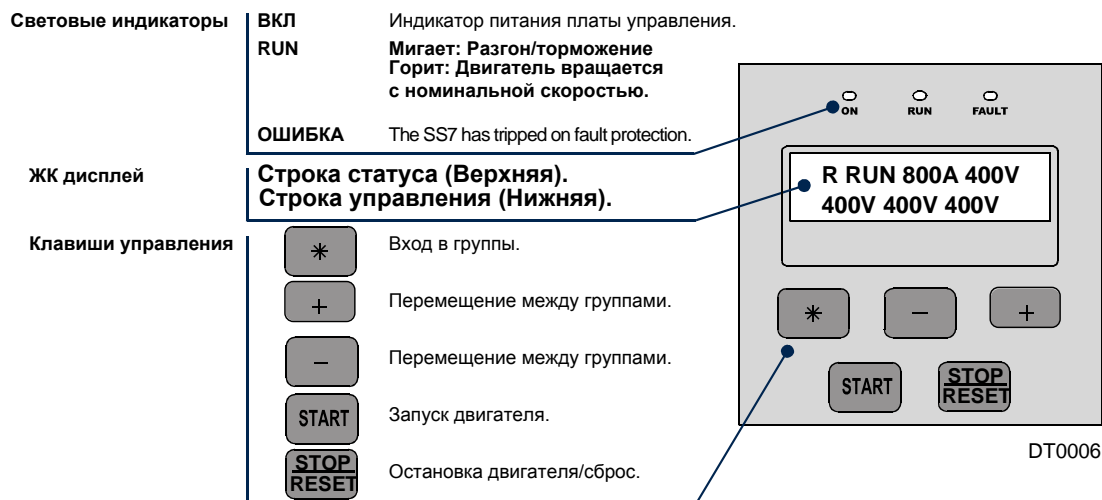 Световые индикаторы
ВКЛ Индикатор питания платы управления.
RUN Мигает: Разгон/торможение
Горит: Двигатель вращается
с номинальной скоростью.
ОШИБКА The SS7 has tripped on fault protection.
ЖК дисплей
Строка статуса (Верхняя).
Строка управления (Нижняя).
Клавиши управления
* Вход в группы.
+ Перемещение между группами.
− Перемещение между группами.
START Запуск двигателя.
STOP
RESET
Остановка двигателя/сброс.
ON RUN FAULT
R RUN 800A 400V
400V 400V 400V
* − +
START
STOP
RESET
DT0006